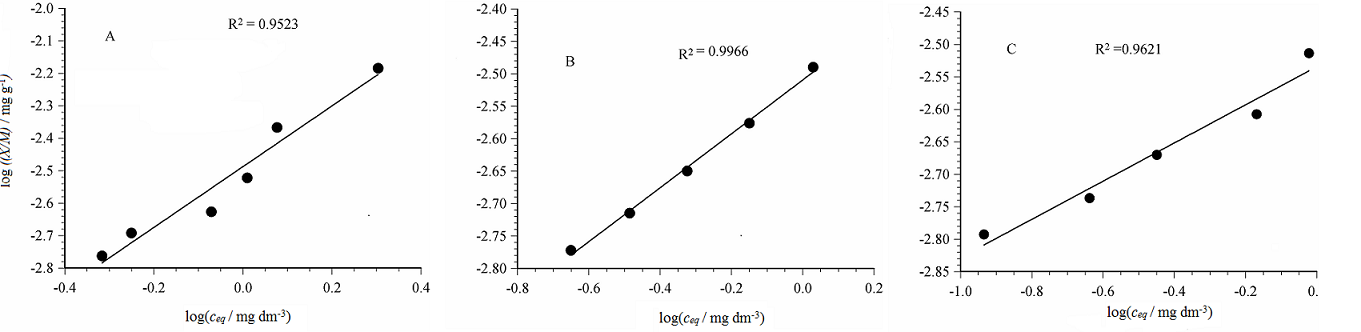 log ((X/M) / mg g⁻¹)
-2.0
-2.1
-2.2
-2.3
-2.4
-2.5
-2.6
-2.7
-2.8
A
R² = 0.9523
-0.4 -0.2 0.0 0.2 0.4
log(ceq / mg dm⁻³)
-2.40
-2.45
-2.50
-2.55
-2.60
-2.65
-2.70
-2.75
-2.80
B
R² = 0.9966
-0.8 -0.6 -0.4 -0.2 0.0 0.2
log(ceq / mg dm⁻³)
-2.45
-2.50
-2.55
-2.60
-2.65
-2.70
-2.75
-2.80
-2.85
C
R² =0.9621
-1.0 -0.8 -0.6 -0.4 -0.2 0.
log(ceq / mg dm⁻³)